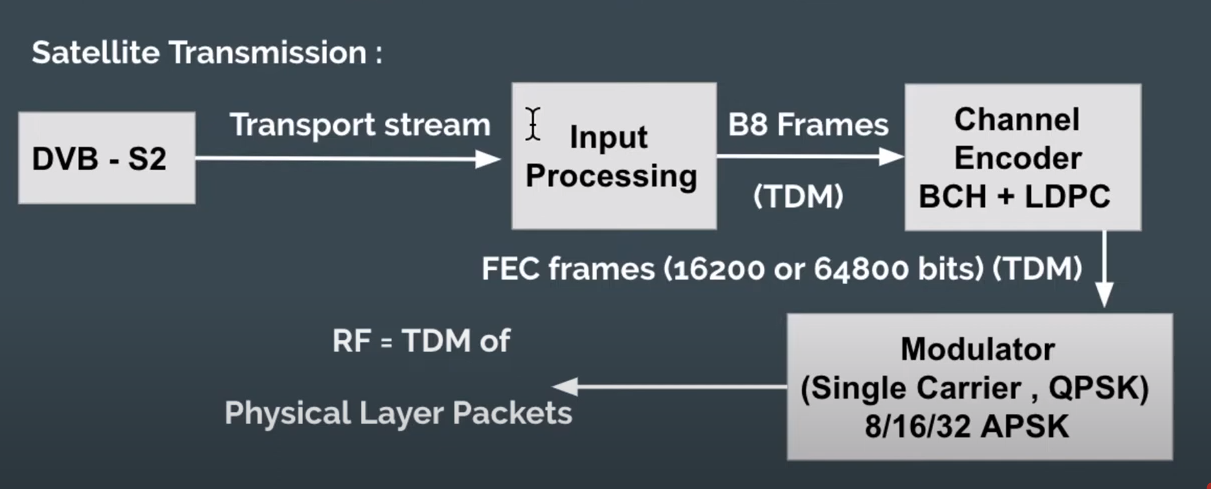 Satellite Transmission :
DVB - S2
Transport stream
Input
Processing
B8 Frames
(TDM)
Channel
Encoder
BCH + LDPC
FEC frames (16200 or 64800 bits) (TDM)
Modulator
(Single Carrier , QPSK)
8/16/32 APSK
RF = TDM of
Physical Layer Packets